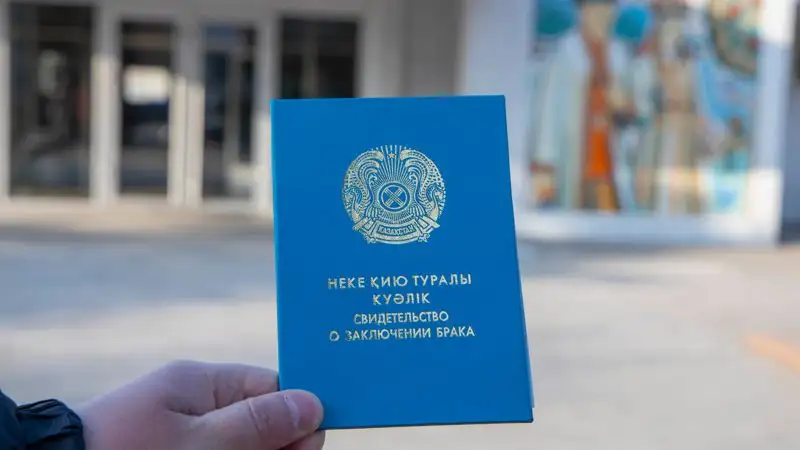 ҚАЗАҚСТАН
НЕКЕ ҚИЮ ТУРАЛЫ
КУӘЛІК
СВИДЕТЕЛЬСТВО
О ЗАКЛЮЧЕНИИ БРАКА